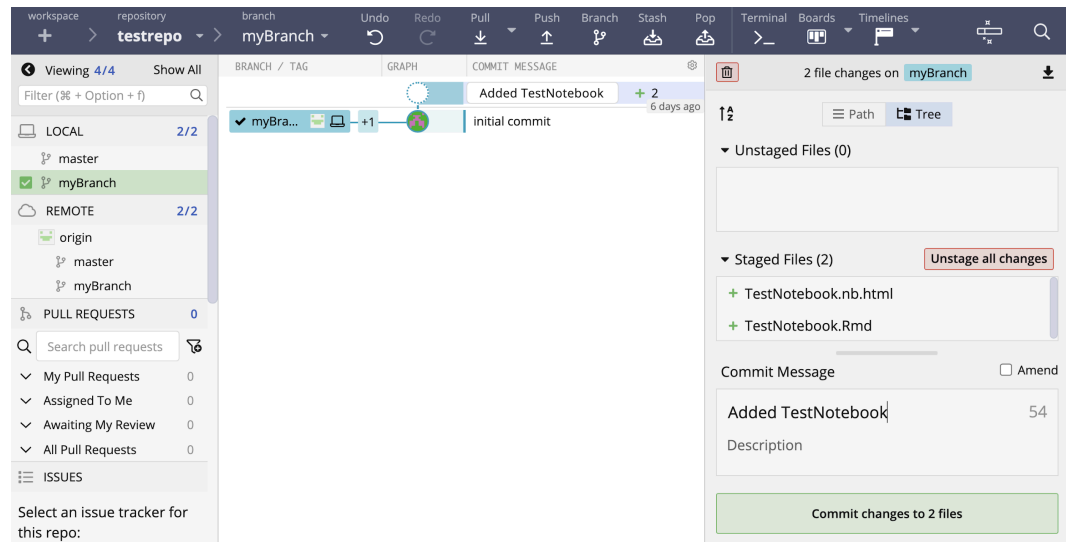 workspace repository branch Undo Redo Pull Push Branch Stash Pop Terminal Boards Timelines
testrepo myBranch
Viewing 4/4 Show All
Filter (⌘ + Option + f)
LOCAL 2/2
master
myBranch
REMOTE 2/2
origin
master
myBranch
PULL REQUESTS 0
Search pull requests
My Pull Requests 0
Assigned To Me 0
Awaiting My Review 0
All Pull Requests 0
ISSUES
Select an issue tracker for
this repo:
BRANCH / TAG GRAPH COMMIT MESSAGE
Added TestNotebook + 2
6 days ago
myBra... +1 initial commit
2 file changes on myBranch
Path Tree
Unstaged Files (0)
Staged Files (2) Unstage all changes
+ TestNotebook.nb.html
+ TestNotebook.Rmd
Commit Message Amend
Added TestNotebook 54
Description
Commit changes to 2 files